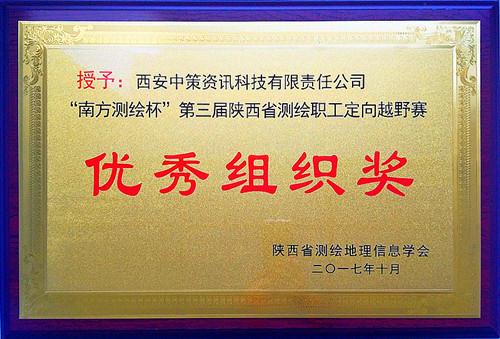 授予：西安中策资讯科技有限责任公司
“南方测绘杯”第三届陕西省测绘职工定向越野赛
优秀组织奖
陕西省测绘地理信息学会
二〇一七年十月